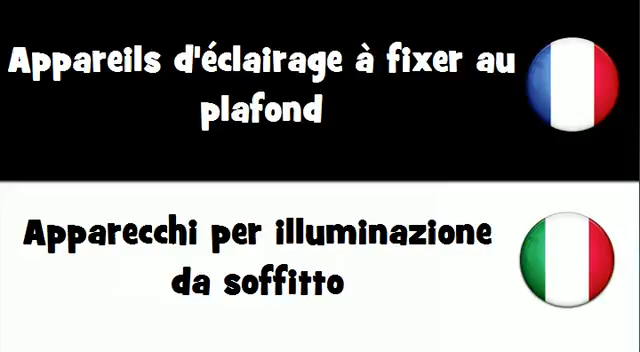 Appareils d'éclairage à fixer au
plafond
Apparecchi per illuminazione
da soffitto